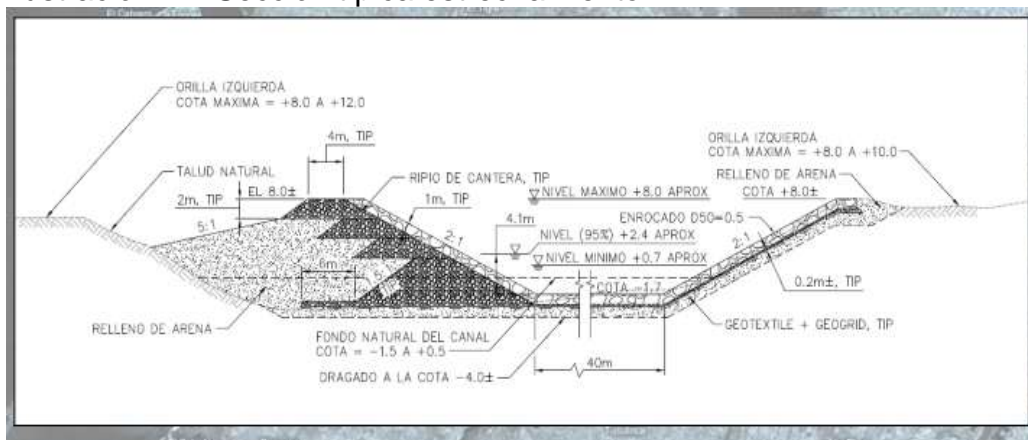 ORILLA IZQUIERDA
COTA MAXIMA = +8.0 A +12.0
TALUD NATURAL
4m, TIP
EL 8.0±
2m, TIP
5:1
RIPIO DE CANTERA, TIP
1m, TIP
2:1
NIVEL MAXIMO +8.0 APROX
4.1m
ENROCADO D50=0.5
NIVEL (95%) +2.4 APROX
NIVEL MINIMO +0.7 APROX
COTA -1.7
ORILLA IZQUIERDA
COTA MAXIMA = +8.0 A +10.0
RELLENO DE ARENA
COTA +8.0±
2:1
0.2m±, TIP
GEOTEXTILE + GEOGRID, TIP
6m
RELLENO DE ARENA
FONDO NATURAL DEL CANAL
COTA = -1.5 A +0.5
DRAGADO A LA COTA -4.0±
40m